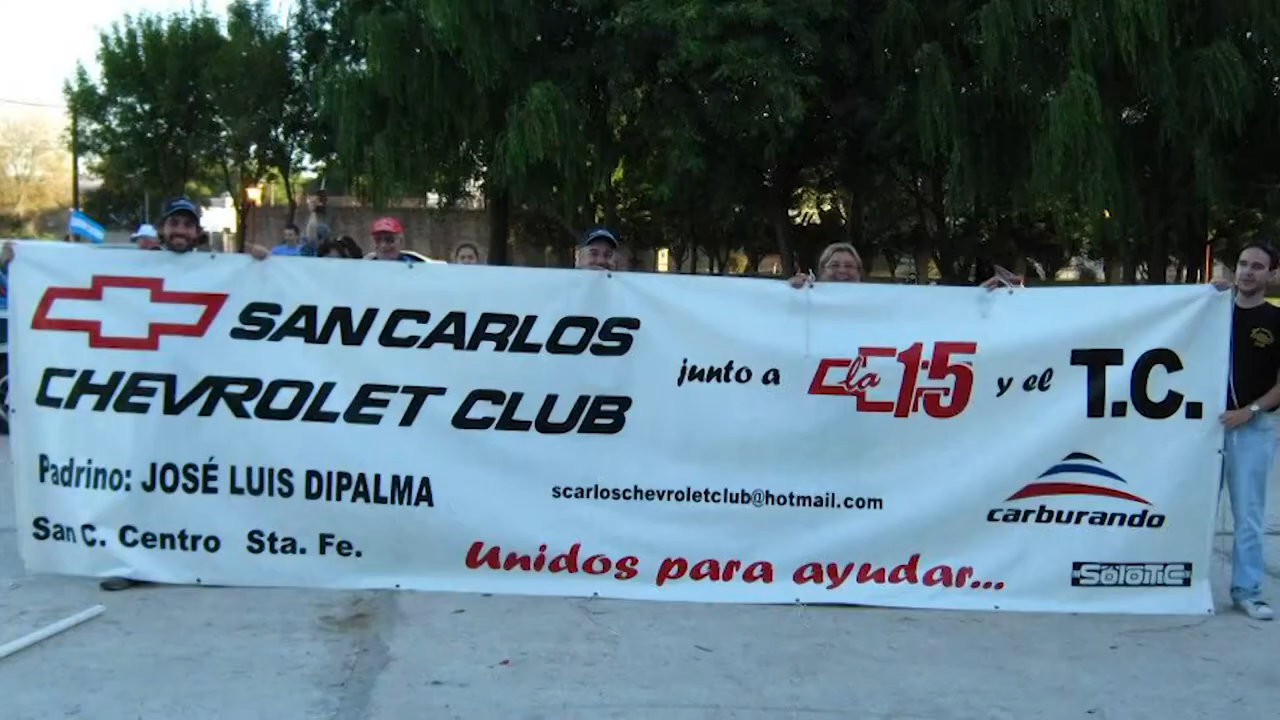 SAN CARLOS
CHEVROLET CLUB
junto a la 15 y el T.C.
Padrino: JOSÉ LUIS DIPALMA
scarloschevroletclub@hotmail.com
carburando
San C. Centro Sta. Fe.
Unidos para ayudar...
SóloTC